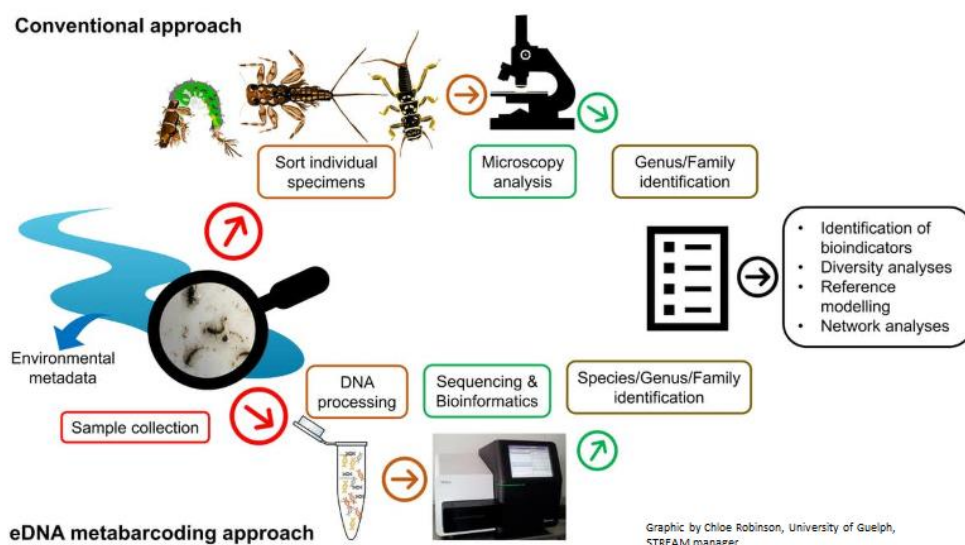 Conventional approach
Sort individual
specimens
Microscopy
analysis
Genus/Family
identification
• Identification of
bioindicators
• Diversity analyses
• Reference
modelling
• Network analyses
Environmental
metadata
Sample collection
DNA
processing
Sequencing &
Bioinformatics
Species/Genus/Family
identification
eDNA metabarcoding approach
Graphic by Chloe Robinson, University of Guelph,
STREAM manager